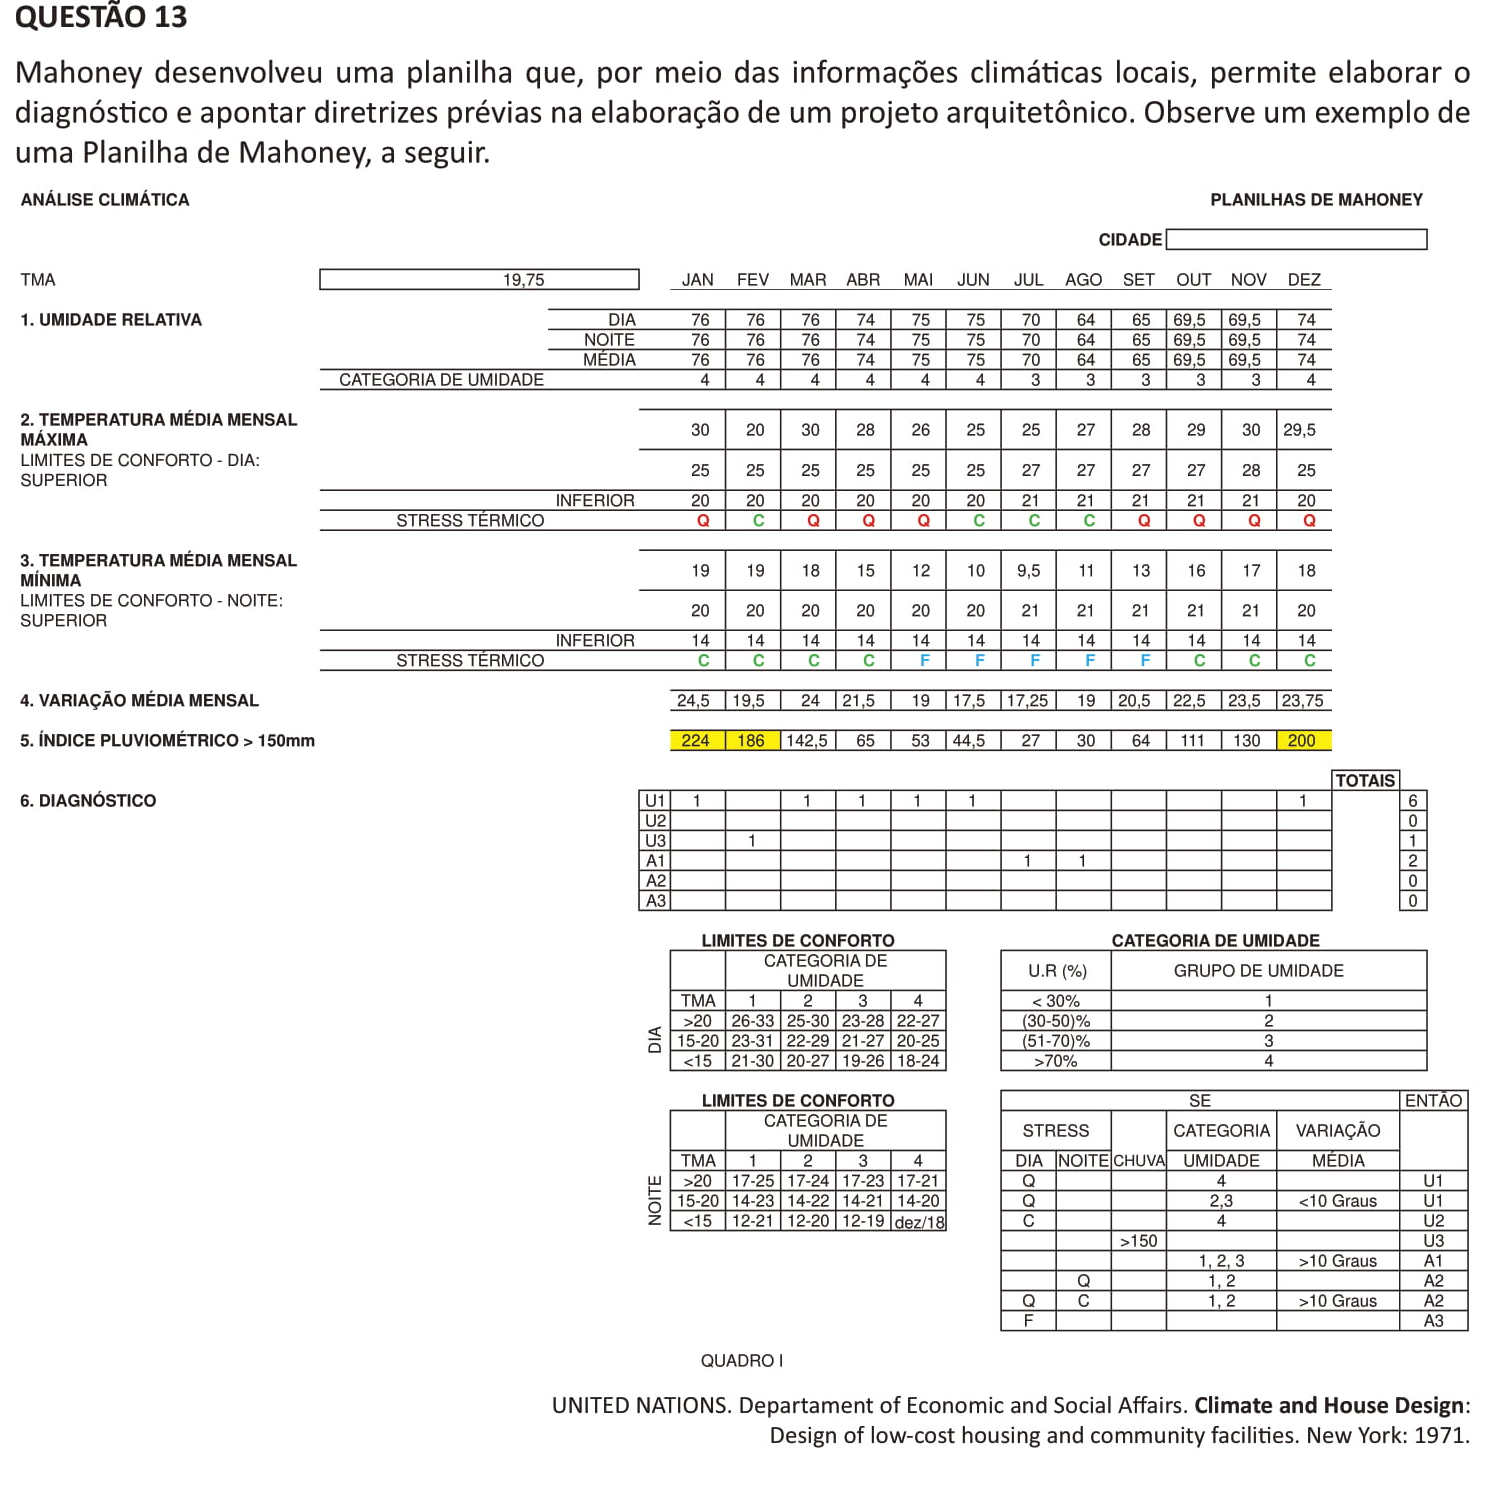 QUESTÃO 13
Mahoney desenvolveu uma planilha que, por meio das informações climáticas locais, permite elaborar o
diagnóstico e apontar diretrizes prévias na elaboração de um projeto arquitetônico. Observe um exemplo de
uma Planilha de Mahoney, a seguir.
ANÁLISE CLIMÁTICA PLANILHAS DE MAHONEY
CIDADE
TMA 19,75 JAN FEV MAR ABR MAI JUN JUL AGO SET OUT NOV DEZ
1. UMIDADE RELATIVA DIA 76 76 76 74 75 75 70 64 65 69,5 69,5 74
NOITE 76 76 76 74 75 75 70 64 65 69,5 69,5 74
MÉDIA 76 76 76 74 75 75 70 64 65 69,5 69,5 74
CATEGORIA DE UMIDADE 4 4 4 4 4 4 3 3 3 3 3 4
2. TEMPERATURA MÉDIA MENSAL
MÁXIMA 30 20 30 28 26 25 25 27 28 29 30 29,5
LIMITES DE CONFORTO - DIA:
SUPERIOR 25 25 25 25 25 25 27 27 27 27 28 25
INFERIOR 20 20 20 20 20 20 21 21 21 21 21 20
STRESS TÉRMICO Q C Q Q Q C C C Q Q Q Q
3. TEMPERATURA MÉDIA MENSAL
MÍNIMA 19 19 18 15 12 10 9,5 11 13 16 17 18
LIMITES DE CONFORTO - NOITE:
SUPERIOR 20 20 20 20 20 20 21 21 21 21 21 20
INFERIOR 14 14 14 14 14 14 14 14 14 14 14 14
STRESS TÉRMICO C C C C F F F F F C C C
4. VARIAÇÃO MÉDIA MENSAL 24,5 19,5 24 21,5 19 17,5 17,25 19 20,5 22,5 23,5 23,75
5. ÍNDICE PLUVIOMÉTRICO > 150mm 224 186 142,5 65 53 44,5 27 30 64 111 130 200
TOTAIS
6. DIAGNÓSTICO U1 1 1 1 1 1 1 6
U2 0
U3 1 1
A1 1 1 2
A2 0
A3 0
LIMITES DE CONFORTO
CATEGORIA DE
UMIDADE
TMA 1 2 3 4
DIA
>20 26-33 25-30 23-28 22-27
15-20 23-31 22-29 21-27 20-25
<15 21-30 20-27 19-26 18-24
CATEGORIA DE UMIDADE
U.R (%) GRUPO DE UMIDADE
< 30% 1
(30-50)% 2
(51-70)% 3
>70% 4
LIMITES DE CONFORTO
CATEGORIA DE
UMIDADE
TMA 1 2 3 4
NOITE
>20 17-25 17-24 17-23 17-21
15-20 14-23 14-22 14-21 14-20
<15 12-21 12-20 12-19 dez/18
SE ENTÃO
STRESS CATEGORIA VARIAÇÃO
DIA NOITE CHUVA UMIDADE MÉDIA
Q 4 U1
Q 2,3 <10 Graus U1
C 4 U2
>150 U3
1, 2, 3 >10 Graus A1
Q 1, 2 A2
Q C 1, 2 >10 Graus A2
F A3
QUADRO I
UNITED NATIONS. Departament of Economic and Social Affairs. Climate and House Design:
Design of low-cost housing and community facilities. New York: 1971.